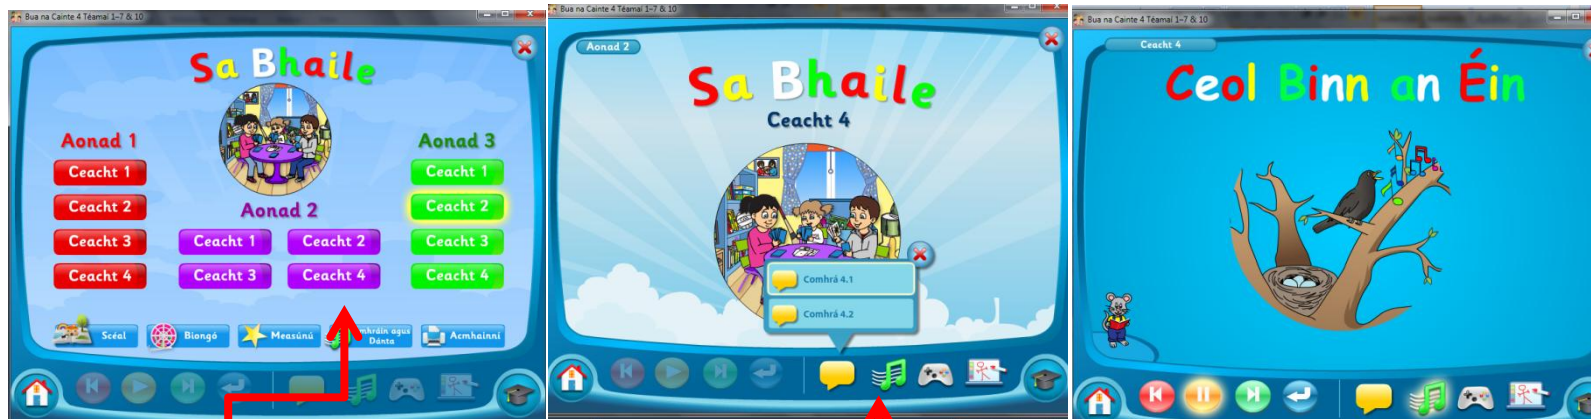 Bua na Cainte 4 Téamaí 1–7 & 10
Sa Bhaile
Aonad 1
Ceacht 1
Ceacht 2
Ceacht 3
Ceacht 4
Aonad 2
Ceacht 1
Ceacht 2
Ceacht 3
Ceacht 4
Aonad 3
Ceacht 1
Ceacht 2
Ceacht 3
Ceacht 4
Scéal
Biongó
Measúnú
agus
Dánta
Acmhainní
Bua na Cainte 4 Téamaí 1–7 & 10
Aonad 2
Sa Bhaile
Ceacht 4
Comhrá 4.1
Comhrá 4.2
Bua na Cainte 4 Téamaí 1–7 & 10
Ceacht 4
Ceol Binn an Éin